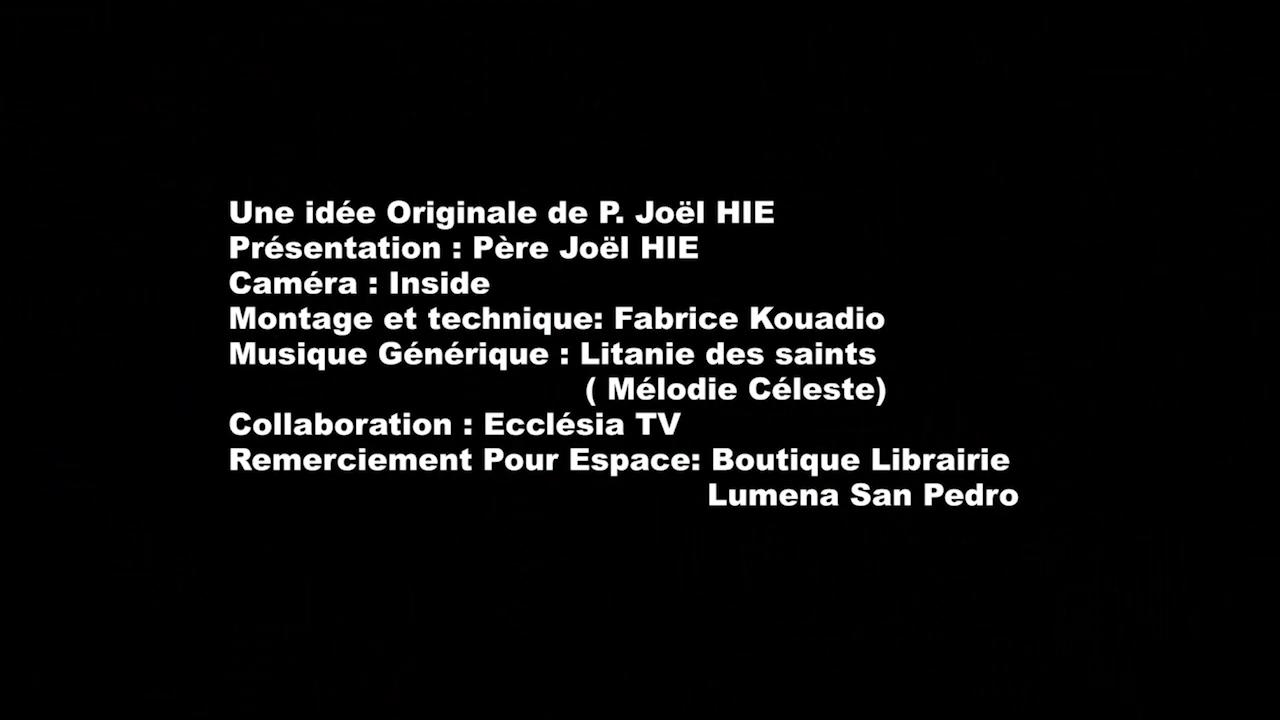 Une idée Originale de P. Joël HIE
Présentation : Père Joël HIE
Caméra : Inside
Montage et technique: Fabrice Kouadio
Musique Générique : Litanie des saints
( Mélodie Céleste)
Collaboration : Ecclésia TV
Remerciement Pour Espace: Boutique Librairie
Lumena San Pedro